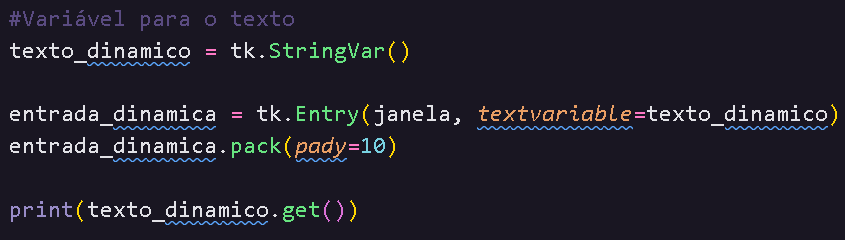 #Variável para o texto
texto_dinamico = tk.StringVar()
entrada_dinamica = tk.Entry(janela, textvariable=texto_dinamico)
entrada_dinamica.pack(pady=10)
print(texto_dinamico.get())